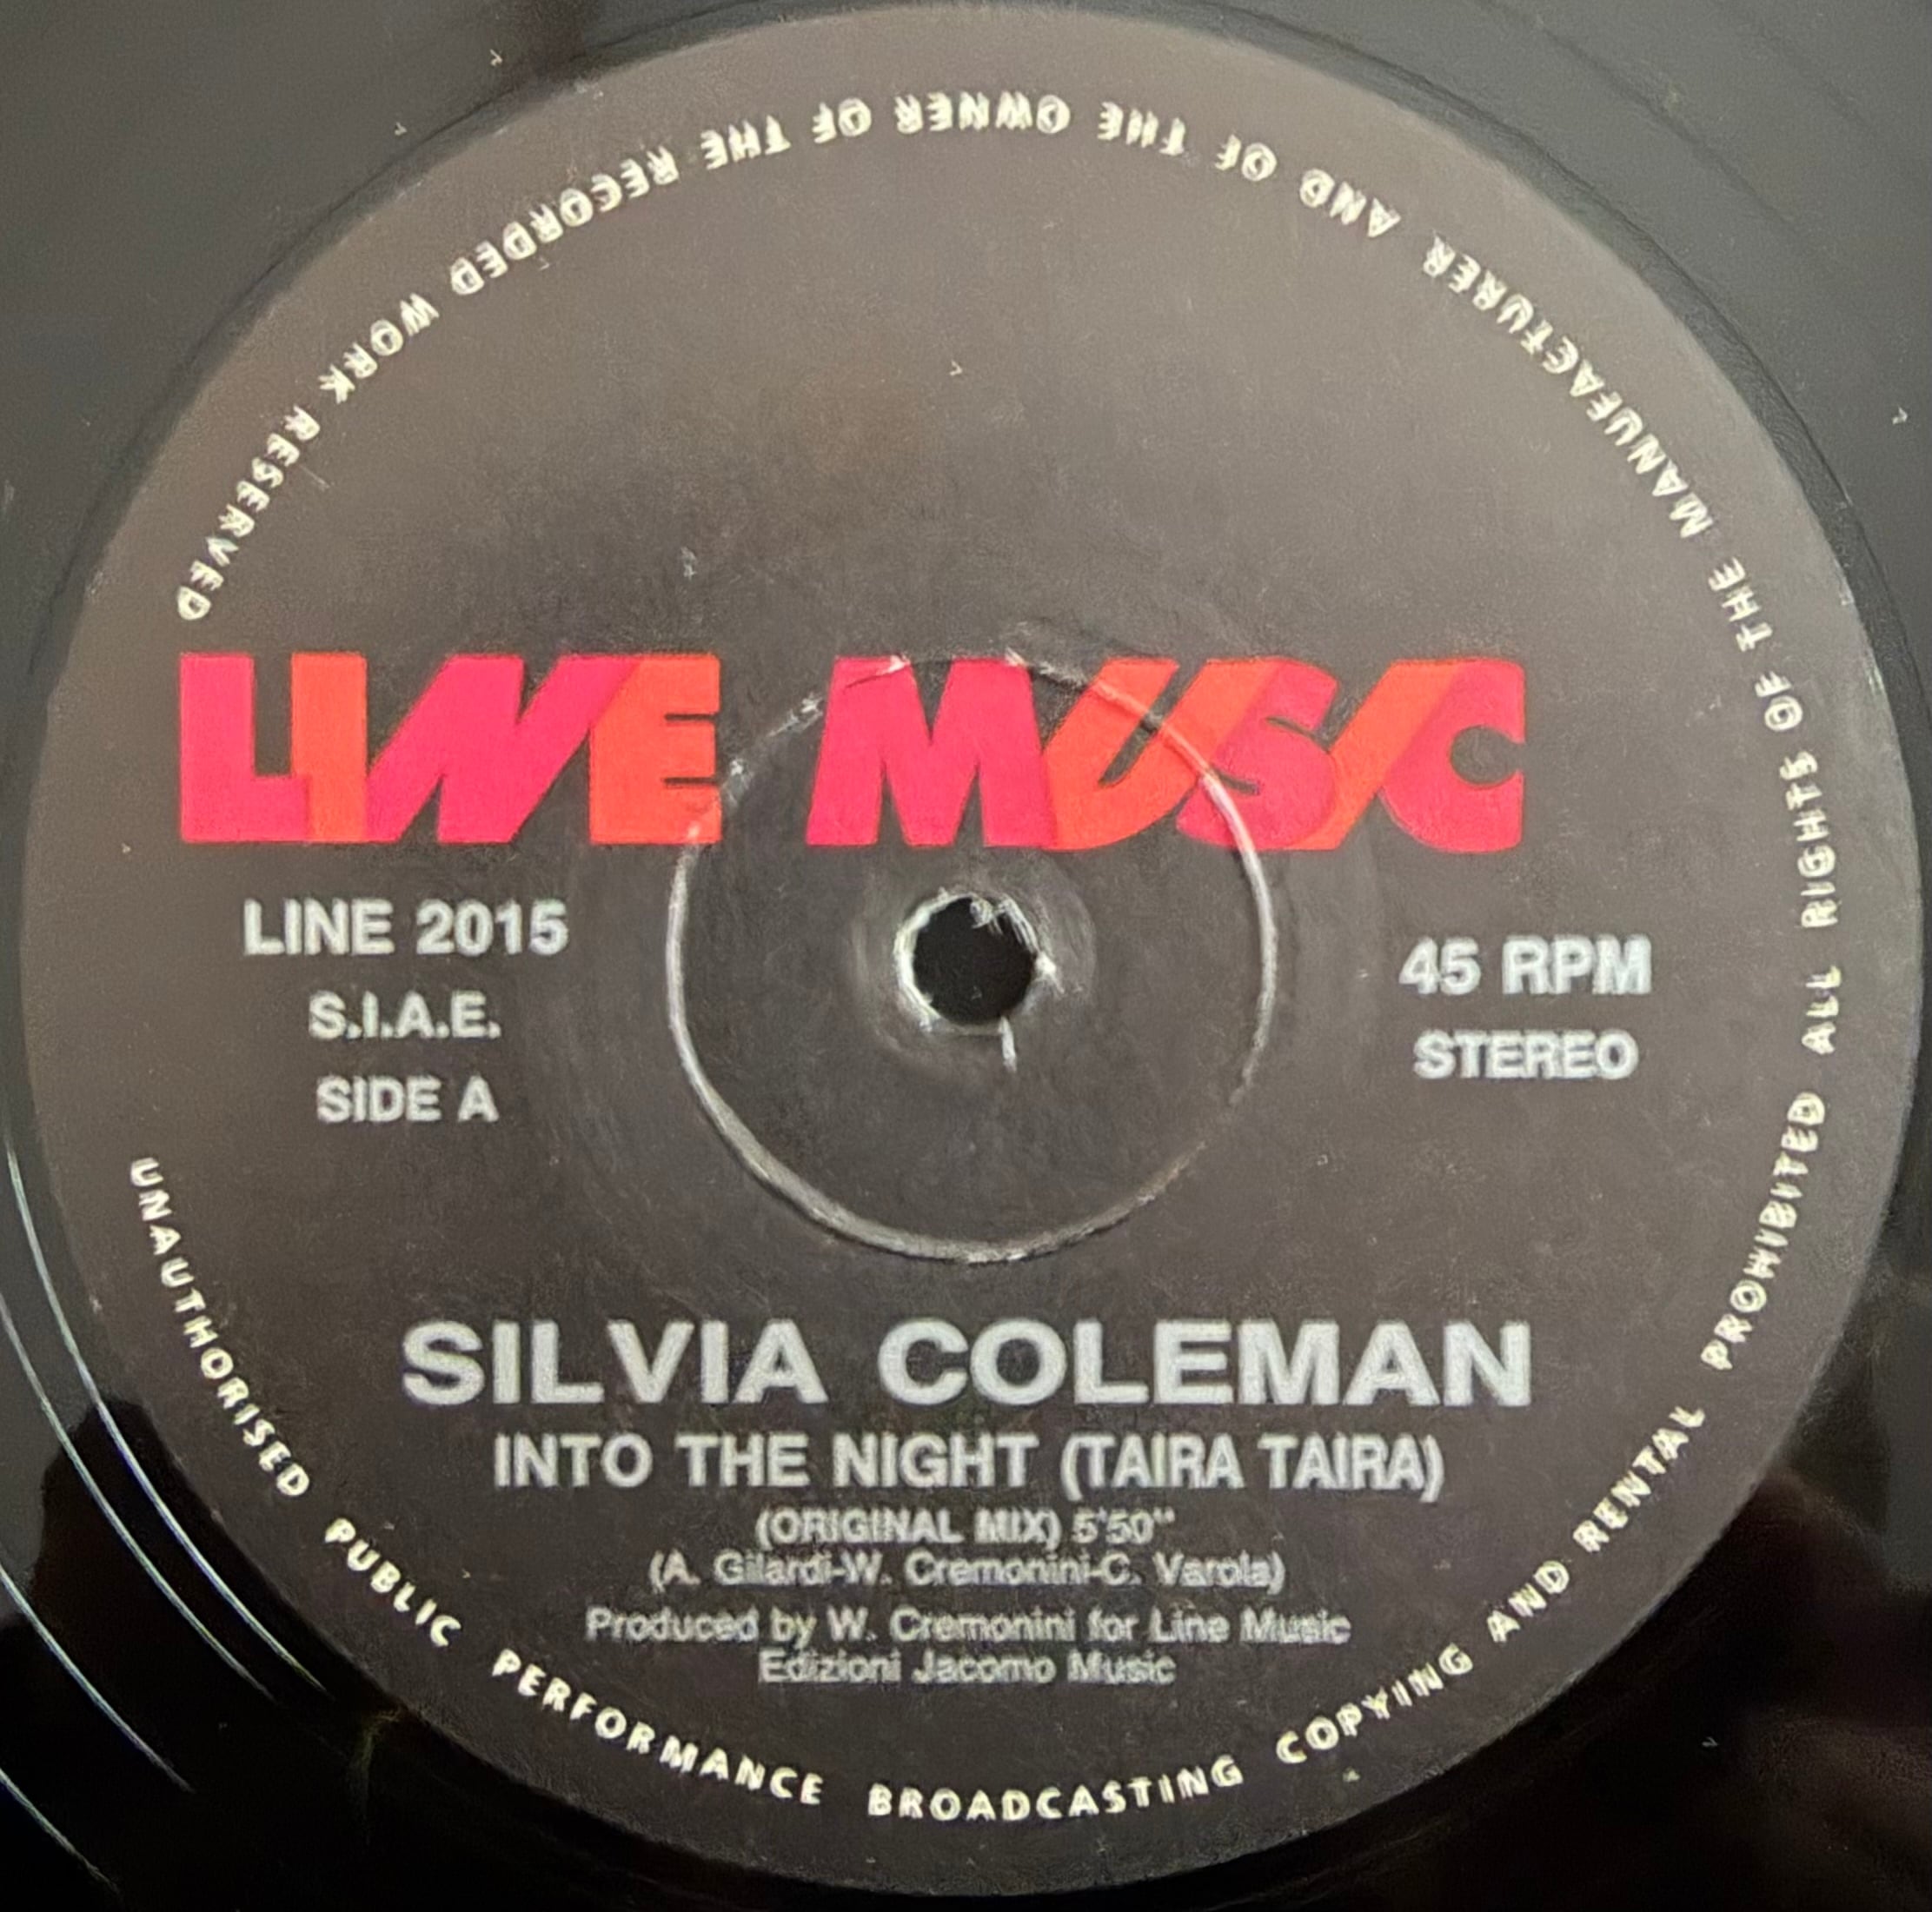 LINE MUSIC
LINE 2015
S.I.A.E.
SIDE A
45 RPM
STEREO
SILVIA COLEMAN
INTO THE NIGHT (TAIRA TAIRA)
(ORIGINAL MIX) 5'50"
(A. Gilardi-W. Cremonini-C. Varola)
Produced by W. Cremonini for Line Music
Edizioni Jacomo Music
UNAUTHORISED PUBLIC PERFORMANCE BROADCASTING COPYING AND RENTAL PROHIBITED ALL RIGHTS OF THE MANUFACTURER AND OF THE OWNER OF THE RECORDED WORK RESERVED